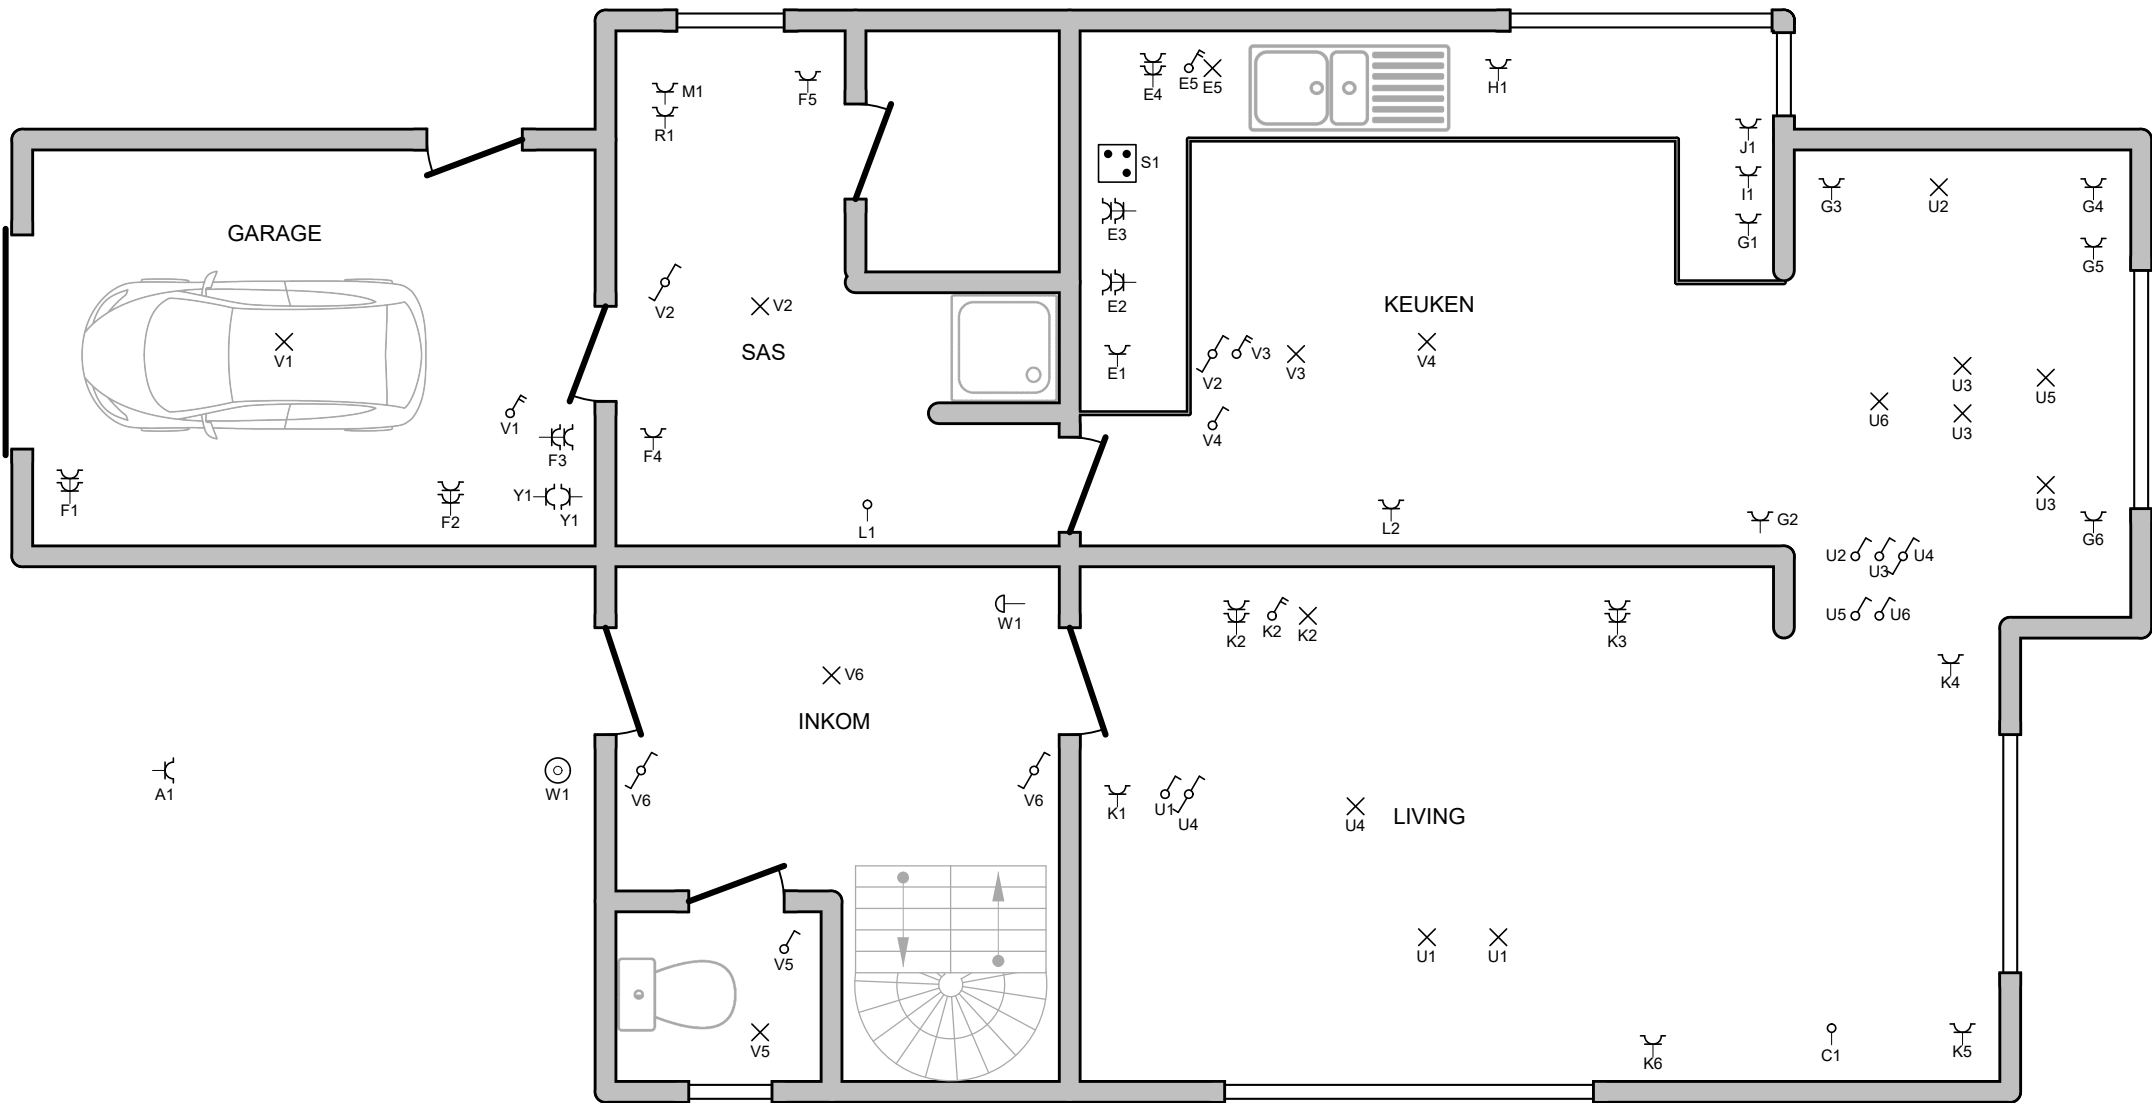 E4
E5
E5
H1
M1
F5
R1
J1
S1
I1
G3
U2
G4
GARAGE
E3
G1
G5
V2
V2
E2
KEUKEN
SAS
V1
E1
V2
V3
V3
V4
U3
U5
V1
F3
F4
V4
U6
U3
F1
F2
Y1
Y1
L1
L2
G2
U3
G6
U2
U3
U4
W1
K2
K2
K2
K3
U5
U6
V6
K4
INKOM
A1
W1
V6
V6
K1
U1
U4
U4
LIVING
V5
U1
U1
V5
K6
C1
K5